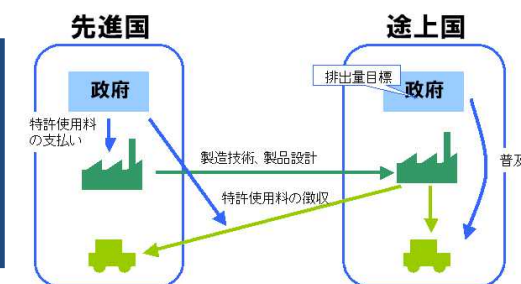 先進国
途上国
政府
排出量目標
政府
特許使用料
の支払い
製造技術、製品設計
普及
特許使用料の徴収